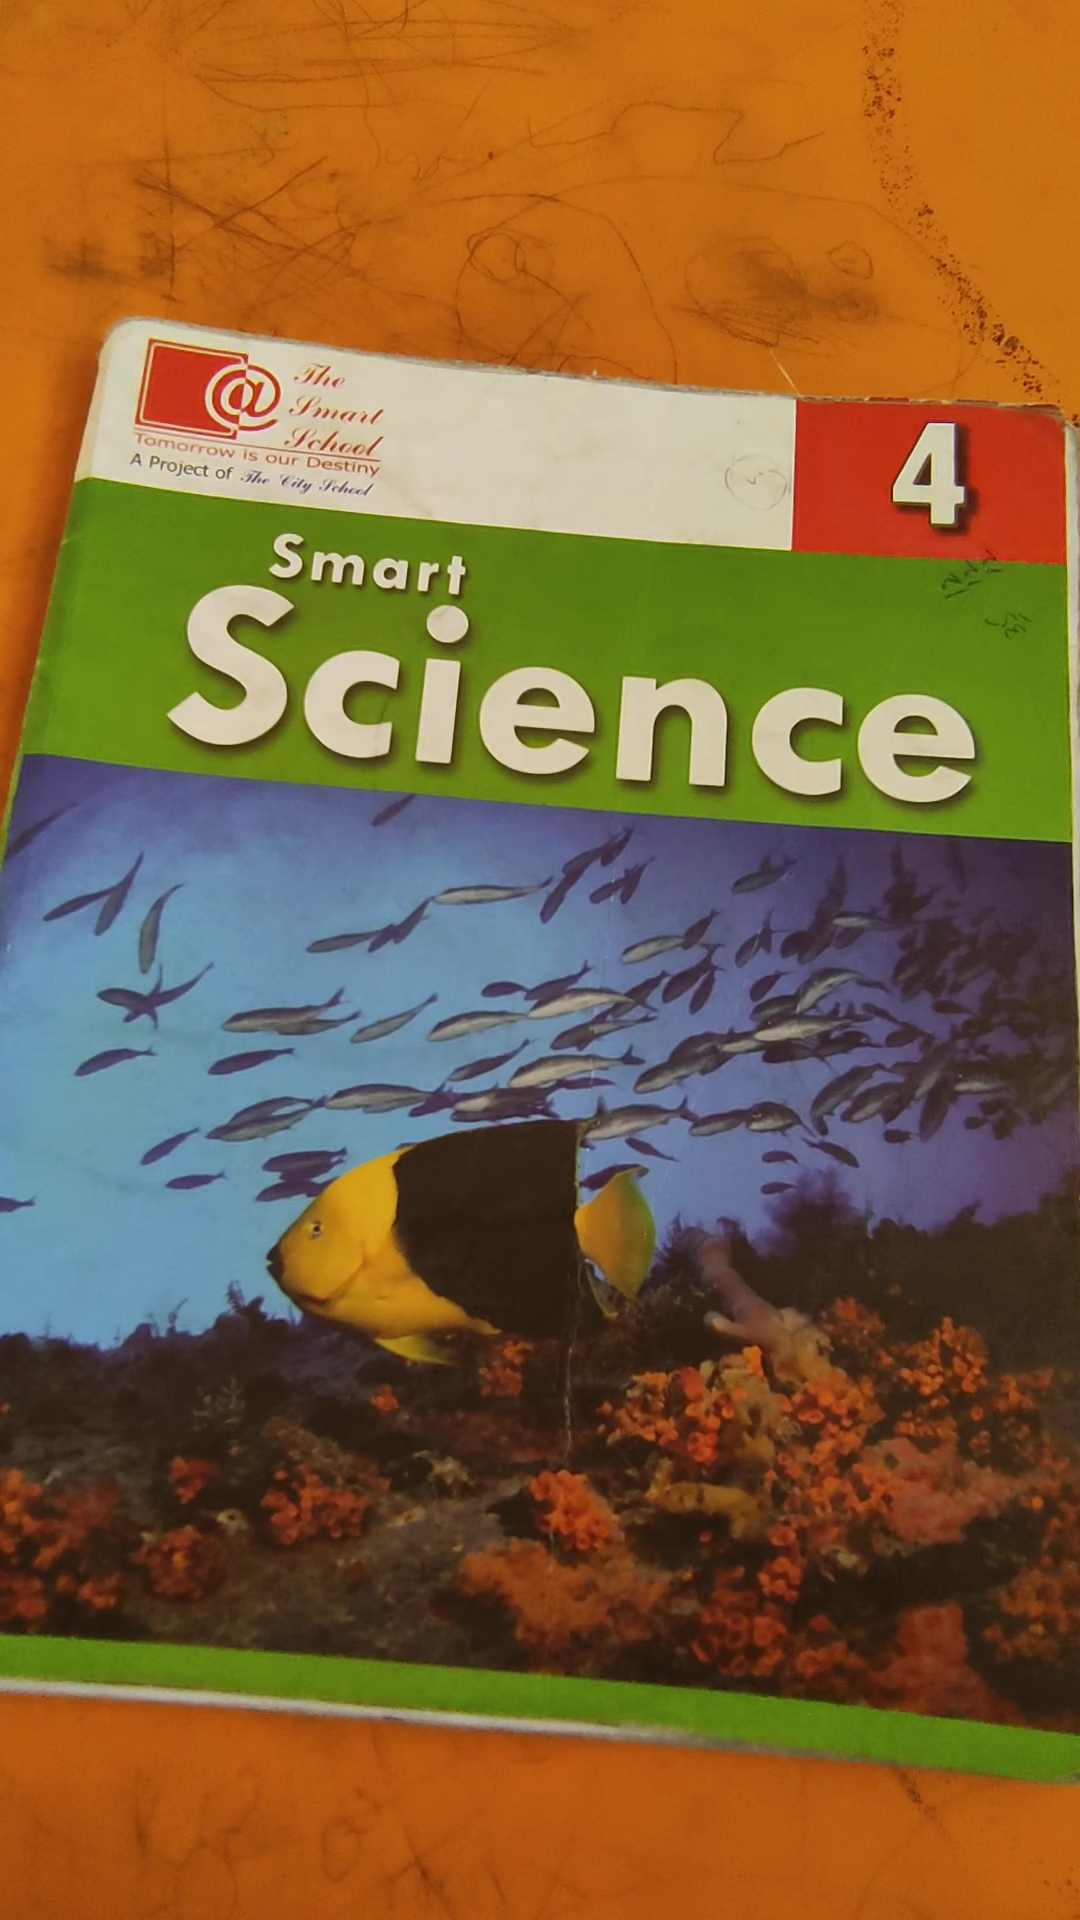 The
Smart
School
Tomorrow is our Destiny
A Project of The City School
4
Smart
Science